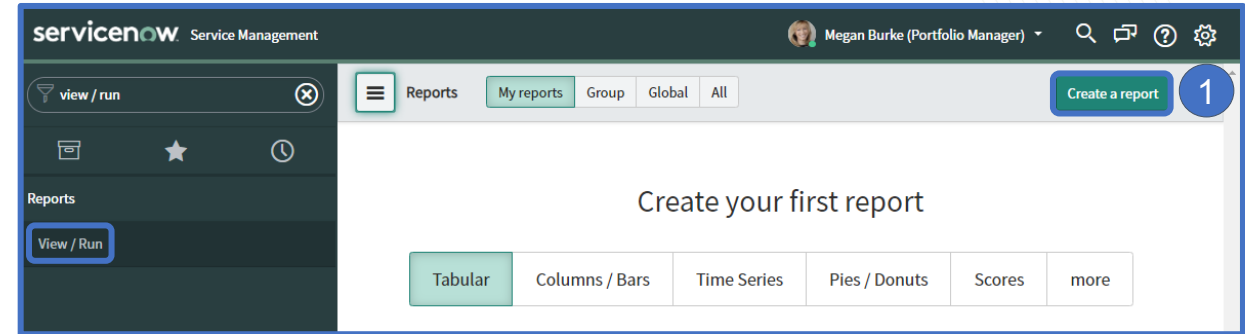 servicenow. Service Management
Megan Burke (Portfolio Manager)
view / run
Reports
My reports Group Global All
Create a report
1
Reports
View / Run
Create your first report
Tabular Columns / Bars Time Series Pies / Donuts Scores more